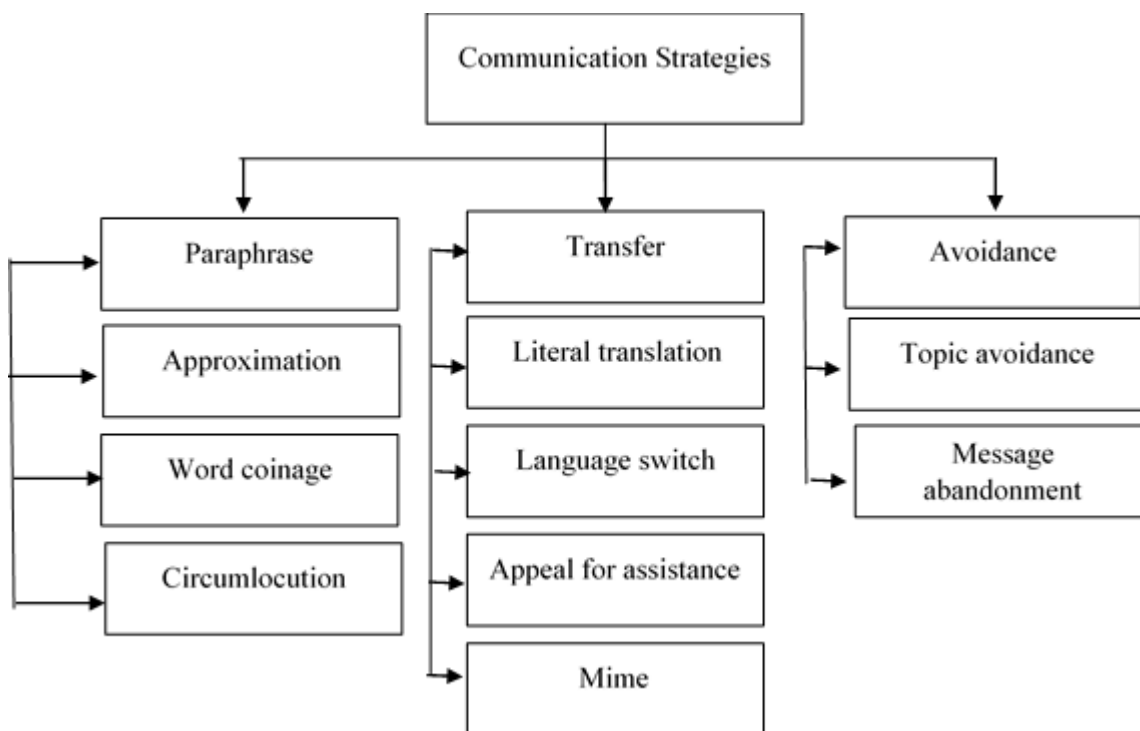 Communication Strategies
Paraphrase
Approximation
Word coinage
Circumlocution
Transfer
Literal translation
Language switch
Appeal for assistance
Mime
Avoidance
Topic avoidance
Message
abandonment